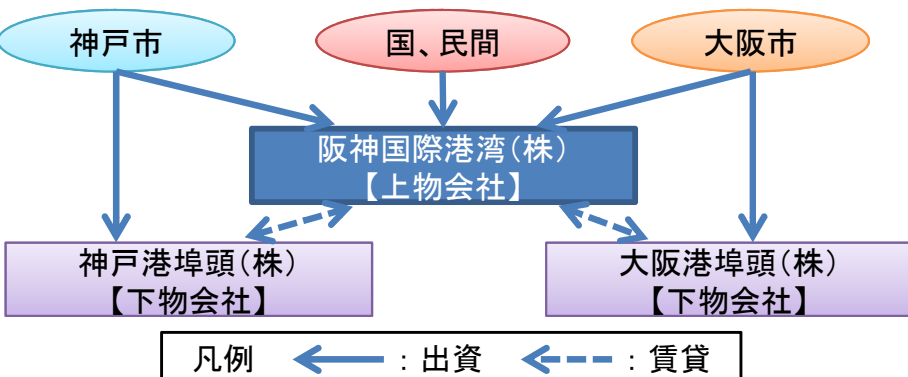 神戸市
国、民間
大阪市
阪神国際港湾(株)
【上物会社】
神戸港埠頭(株)
【下物会社】
大阪港埠頭(株)
【下物会社】
凡例 : 出資 : 賃貸